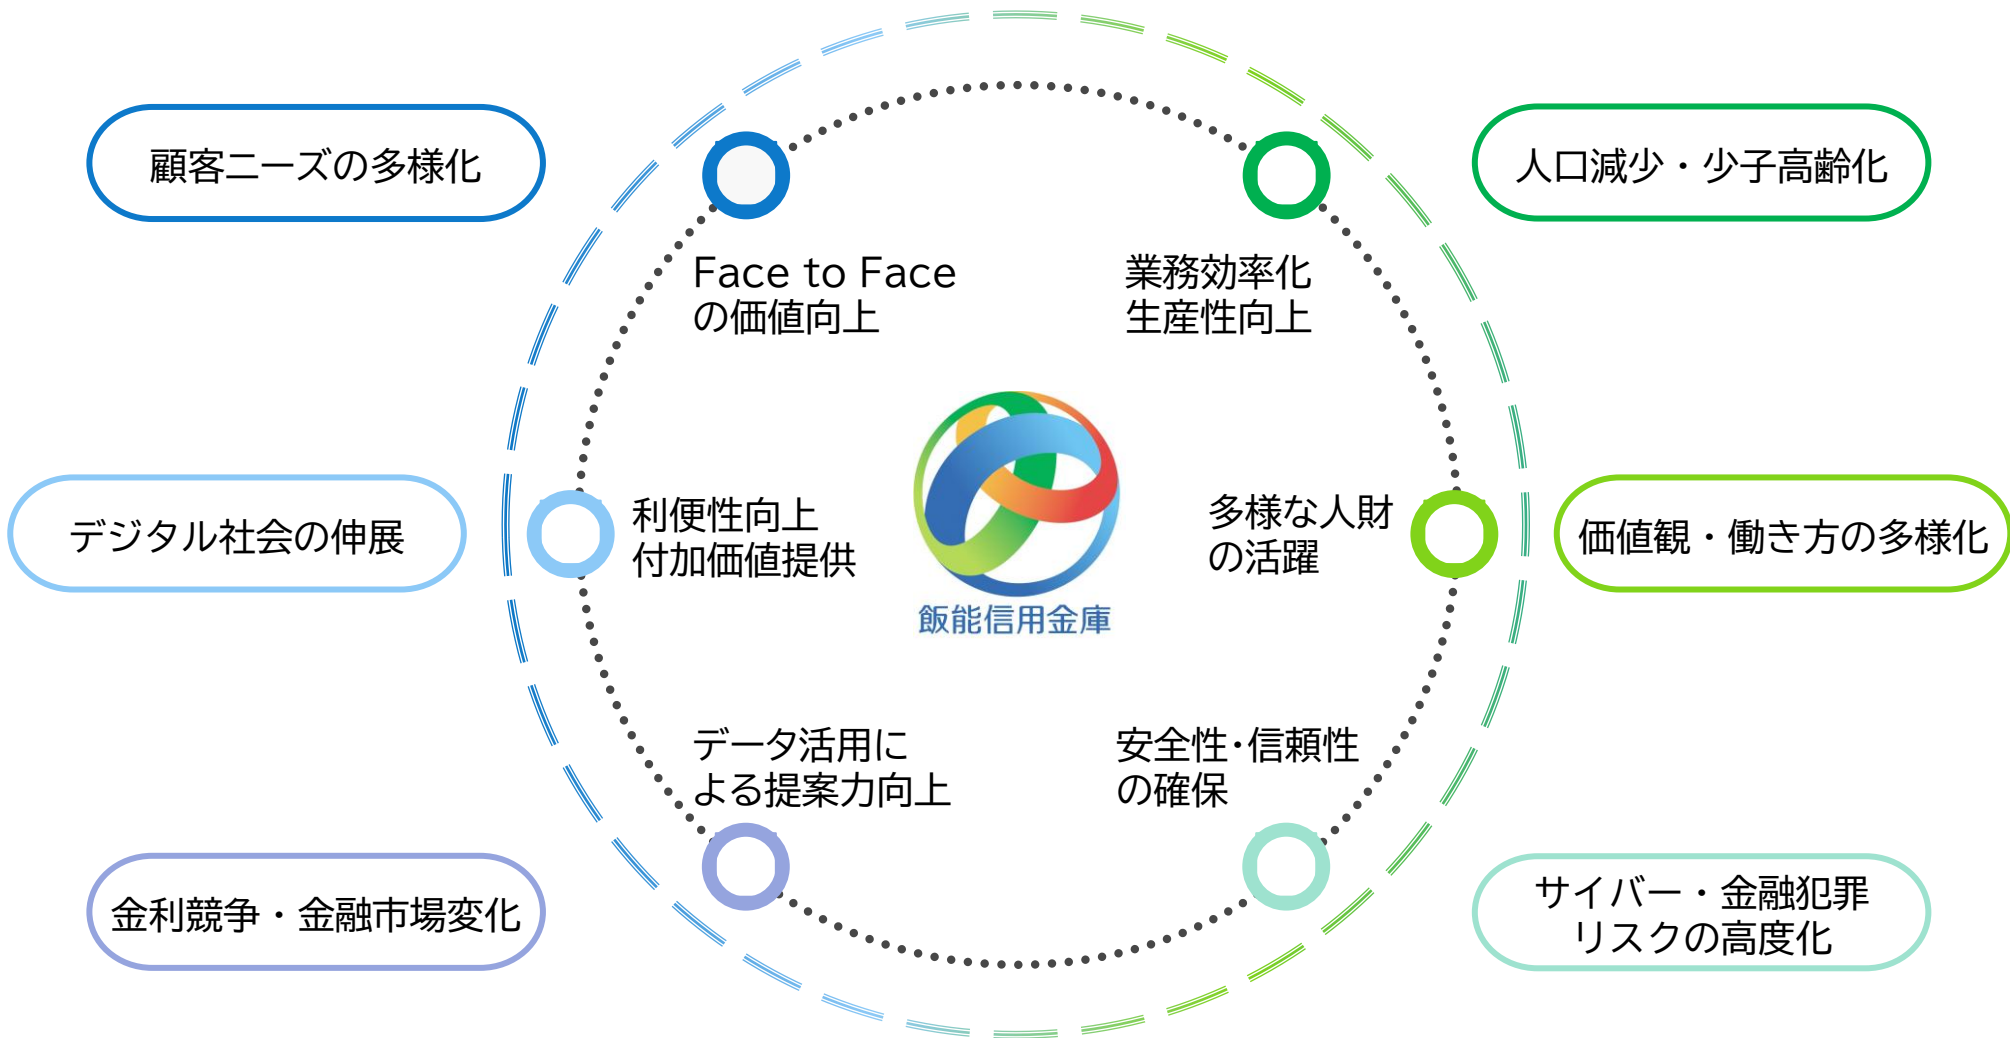 顧客ニーズの多様化
人口減少・少子高齢化
Face to Face
の価値向上
業務効率化
生産性向上
デジタル社会の伸展
利便性向上
付加価値提供
飯能信用金庫
多様な人財
の活躍
価値観・働き方の多様化
データ活用に
よる提案力向上
安全性・信頼性
の確保
金利競争・金融市場変化
サイバー・金融犯罪
リスクの高度化